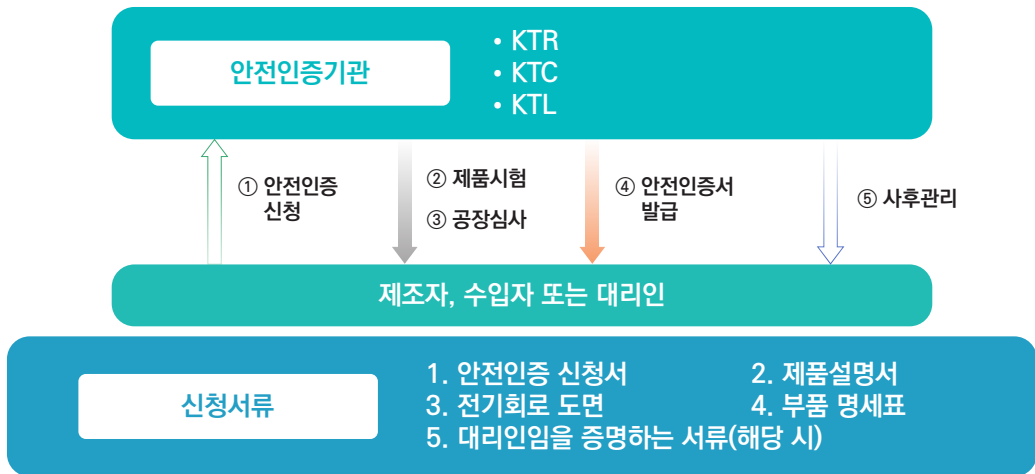 안전인증기관
• KTR
• KTC
• KTL
① 안전인증
신청
② 제품시험
③ 공장심사
④ 안전인증서
발급
⑤ 사후관리
제조자, 수입자 또는 대리인
신청서류
1. 안전인증 신청서 2. 제품설명서
3. 전기회로 도면 4. 부품 명세표
5. 대리인임을 증명하는 서류(해당 시)